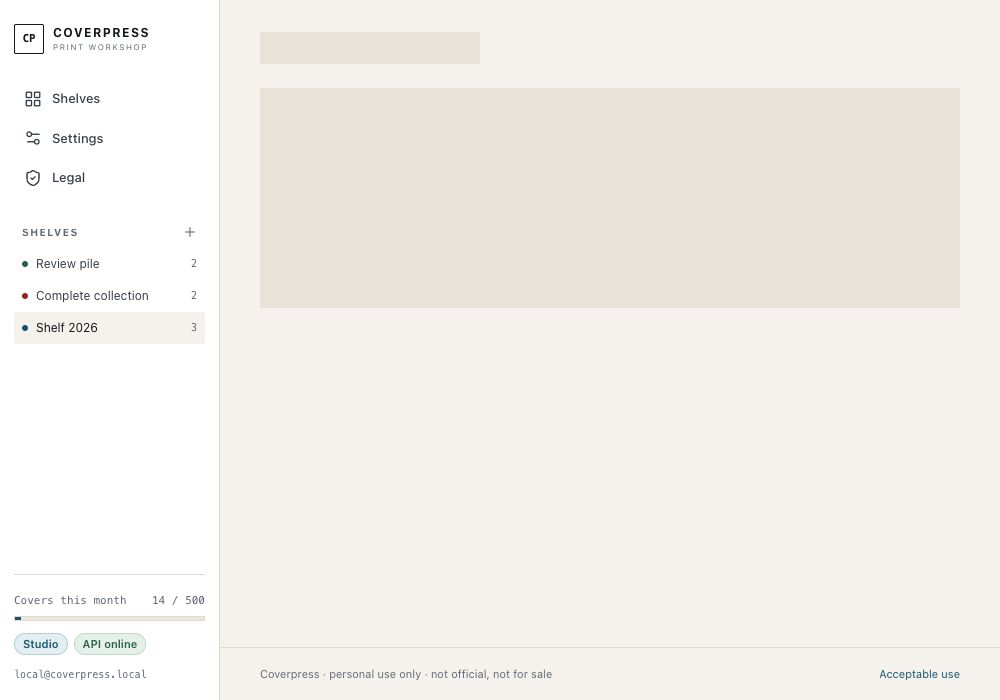 CP
COVERPRESS
PRINT WORKSHOP
Shelves
Settings
Legal
SHELVES
Review pile 2
Complete collection 2
Shelf 2026 3
Covers this month 14 / 500
Studio API online
local@coverpress.local
Coverpress · personal use only · not official, not for sale
Acceptable use